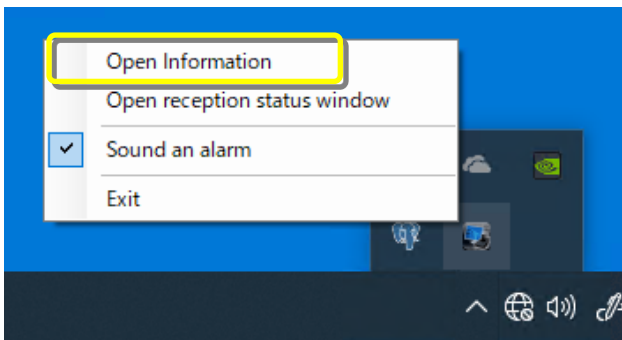 Open Information
Open reception status window
Sound an alarm
Exit